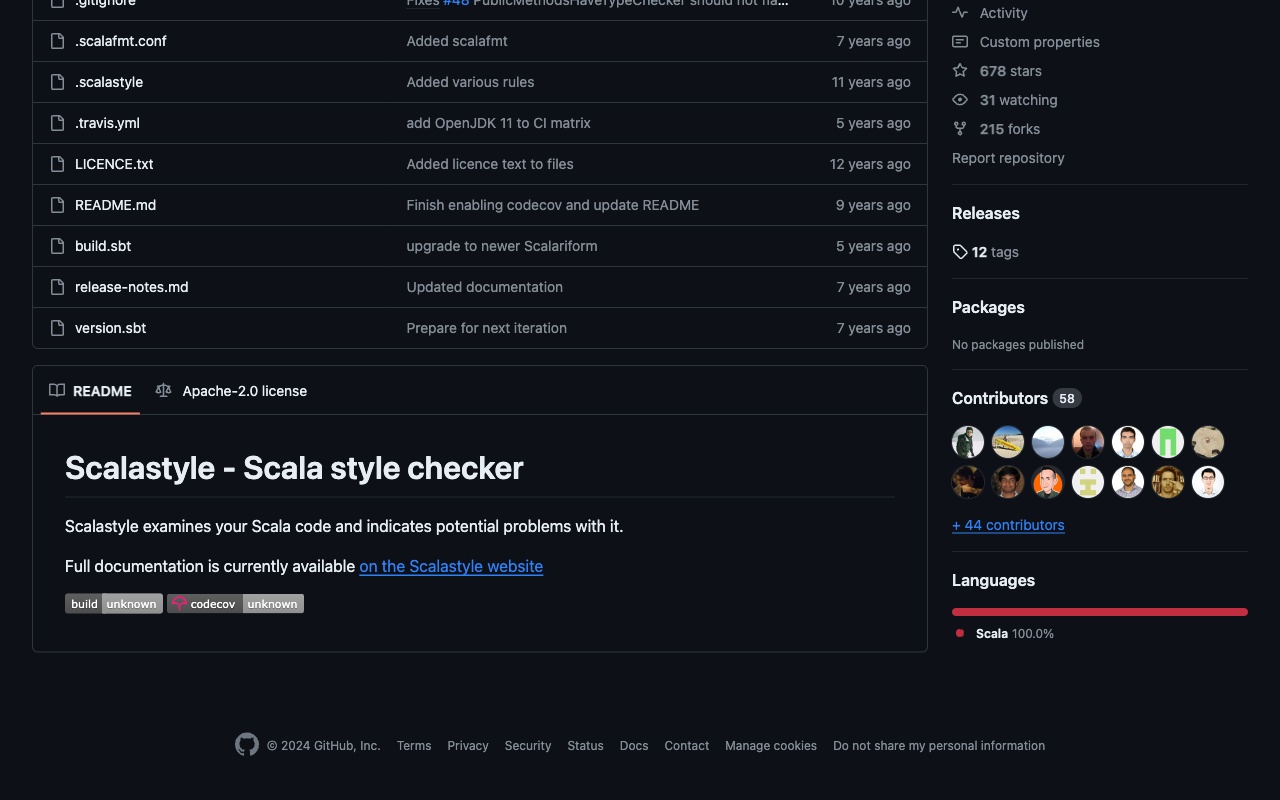 .gitignore Fixes #48 PublicMethodsHaveTypeChecker should not ha... 10 years ago
.scalafmt.conf Added scalafmt 7 years ago
.scalastyle Added various rules 11 years ago
.travis.yml add OpenJDK 11 to CI matrix 5 years ago
LICENCE.txt Added licence text to files 12 years ago
README.md Finish enabling codecov and update README 9 years ago
build.sbt upgrade to newer Scalariform 5 years ago
release-notes.md Updated documentation 7 years ago
version.sbt Prepare for next iteration 7 years ago
README Apache-2.0 license
Scalastyle - Scala style checker
Scalastyle examines your Scala code and indicates potential problems with it.
Full documentation is currently available on the Scalastyle website
build unknown codecov unknown
Activity
Custom properties
678 stars
31 watching
215 forks
Report repository
Releases
12 tags
Packages
No packages published
Contributors 58
+ 44 contributors
Languages
Scala 100.0%
© 2024 GitHub, Inc. Terms Privacy Security Status Docs Contact Manage cookies Do not share my personal information